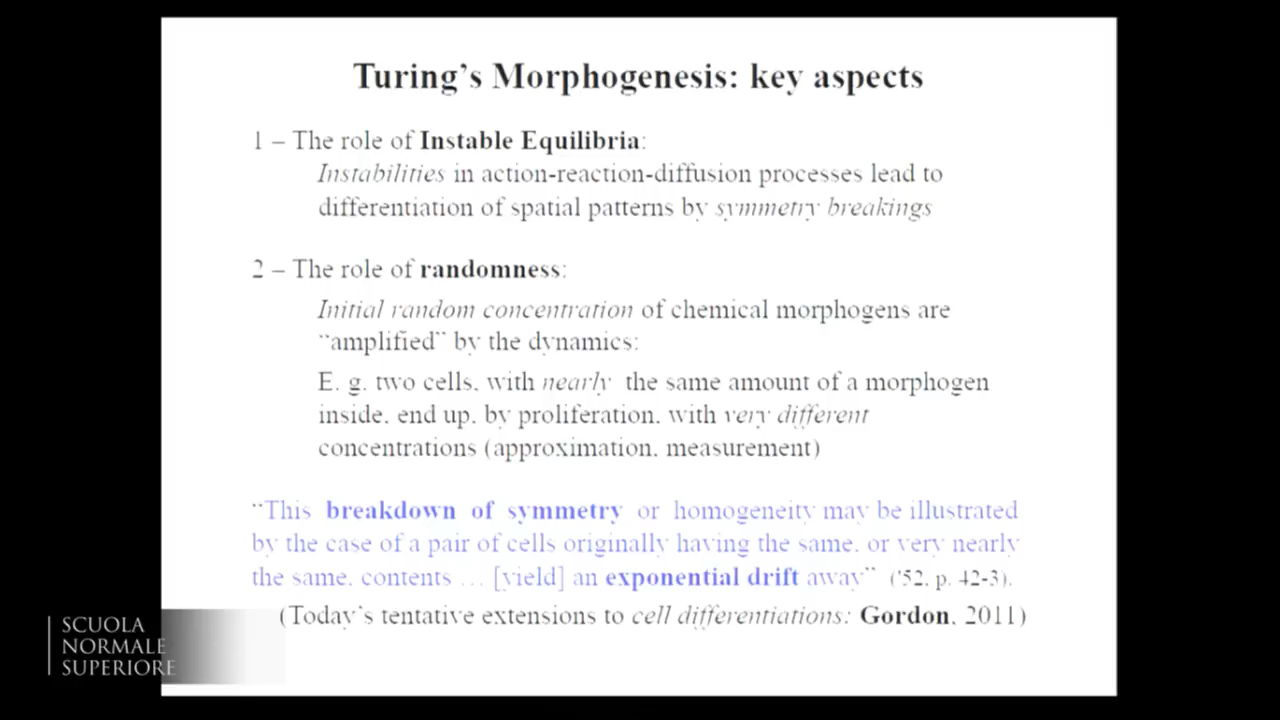 Turing's Morphogenesis: key aspects
1 – The role of Instable Equilibria:
Instabilities in action-reaction-diffusion processes lead to
differentiation of spatial patterns by symmetry breakings
2 – The role of randomness:
Initial random concentration of chemical morphogens are
"amplified" by the dynamics:
E. g. two cells, with nearly the same amount of a morphogen
inside, end up, by proliferation, with very different
concentrations (approximation, measurement)
"This breakdown of symmetry or homogeneity may be illustrated
by the case of a pair of cells originally having the same, or very nearly
the same, contents … [yield] an exponential drift away" ('52, p. 42-3).
(Today's tentative extensions to cell differentiations: Gordon, 2011)
SCUOLA
NORMALE
SUPERIORE